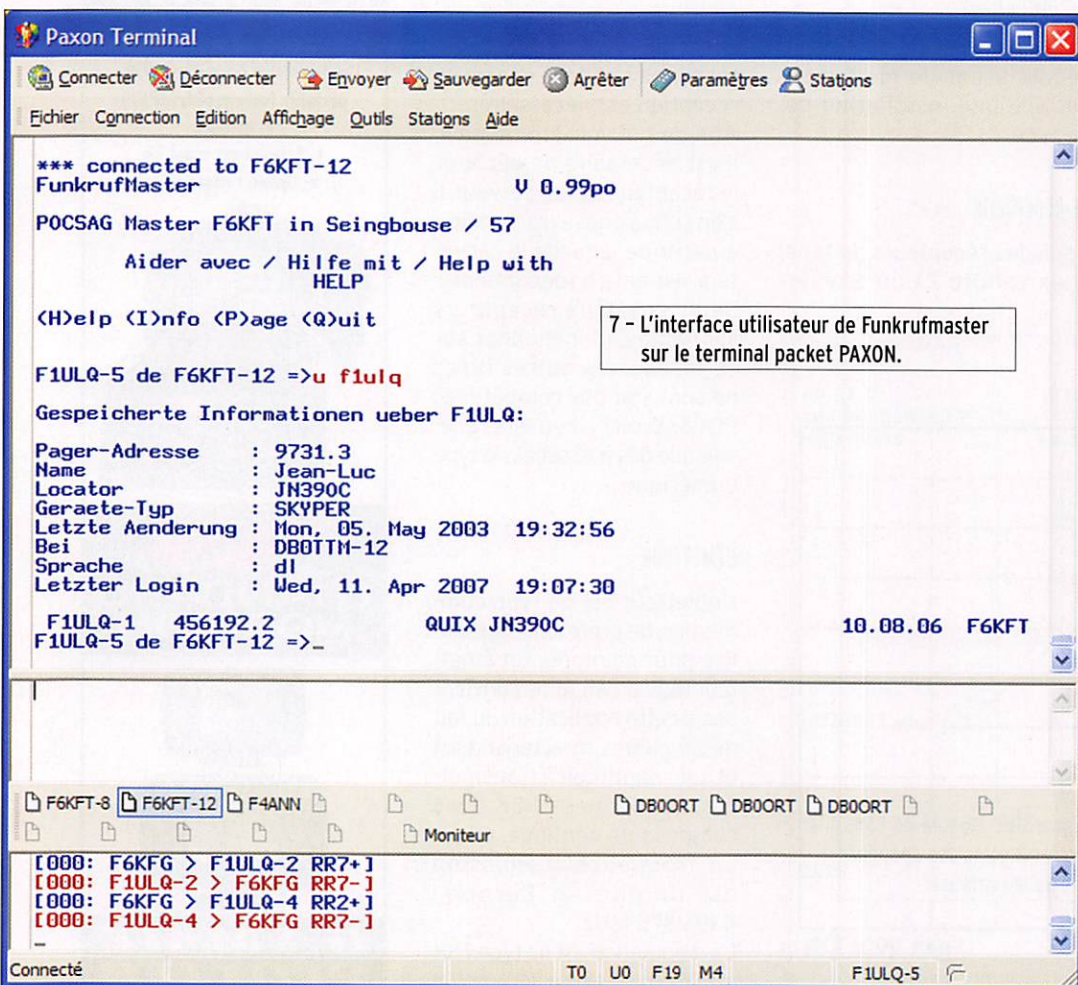 Paxon Terminal
Connecter Déconnecter Envoyer Sauvegarder Arrêter Paramètres Stations
Fichier Connection Edition Affichage Outils Stations Aide
*** connected to F6KFT-12
FunkrufMaster V 0.99po
POCSAG Master F6KFT in Seingbouse / 57
Aider avec / Hilfe mit / Help with
HELP
(H)elp (I)nfo (P)age (Q)uit
7 – L'interface utilisateur de Funkrufmaster
sur le terminal packet PAXON.
F1ULQ-5 de F6KFT-12 =>u f1ulq
Gespeicherte Informationen ueber F1ULQ:
Pager-Adresse : 9731.3
Name : Jean-Luc
Locator : JN39OC
Geraete-Typ : SKYPER
Letzte Aenderung : Mon, 05. May 2003 19:32:56
Bei : DB0TTM-12
Sprache : dl
Letzter Login : Wed, 11. Apr 2007 19:07:30
F1ULQ-1 456192.2 QUIX JN39OC 10.08.06 F6KFT
F1ULQ-5 de F6KFT-12 =>_
F6KFT-8 F6KFT-12 F4ANN DB0ORT DB0ORT DB0ORT
Moniteur
[000: F6KFG > F1ULQ-2 RR7+]
[000: F1ULQ-2 > F6KFG RR7-]
[000: F6KFG > F1ULQ-4 RR2+]
[000: F1ULQ-4 > F6KFG RR7-]
_
Connecté T0 U0 F19 M4 F1ULQ-5